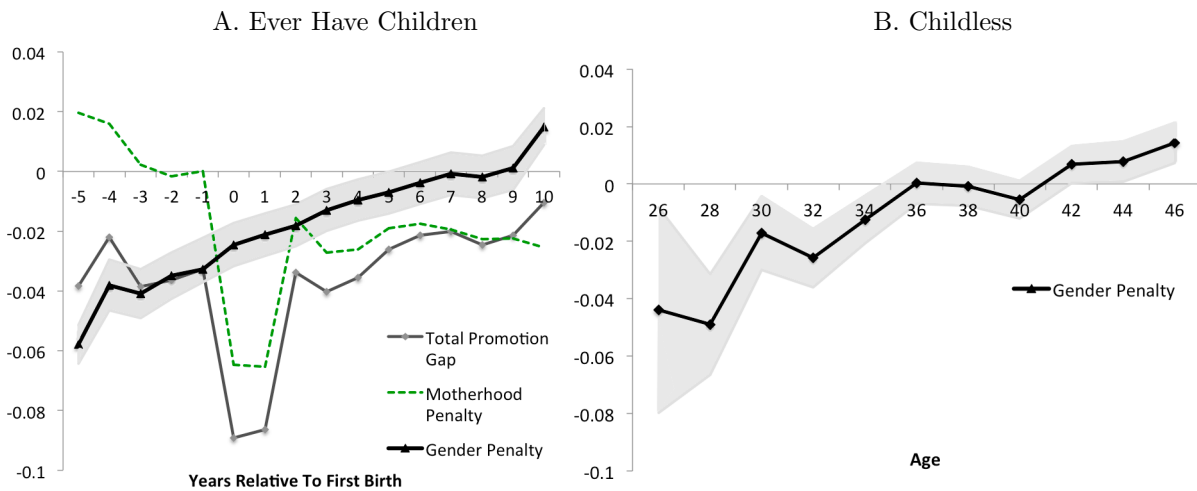 A. Ever Have Children
0.04
0.02
0
-0.02
-0.04
-0.06
-0.08
-0.1
-5 -4 -3 -2 -1 0 1 2 3 4 5 6 7 8 9 10
Total Promotion
Gap
Motherhood
Penalty
Gender Penalty
Years Relative To First Birth
B. Childless
0.04
0.02
0
-0.02
-0.04
-0.06
-0.08
-0.1
26 28 30 32 34 36 38 40 42 44 46
Gender Penalty
Age